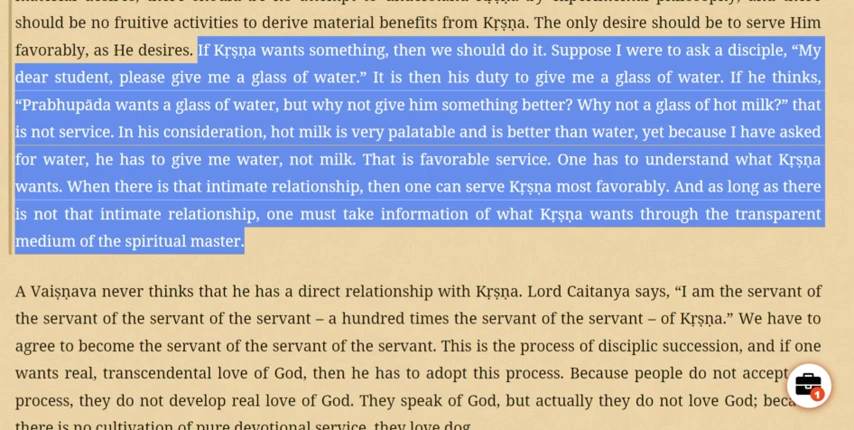 should be no fruitive activities to derive material benefits from Kṛṣṇa. The only desire should be to serve Him
favorably, as He desires. If Kṛṣṇa wants something, then we should do it. Suppose I were to ask a disciple, “My
dear student, please give me a glass of water.” It is then his duty to give me a glass of water. If he thinks,
“Prabhupāda wants a glass of water, but why not give him something better? Why not a glass of hot milk?” that
is not service. In his consideration, hot milk is very palatable and is better than water, yet because I have asked
for water, he has to give me water, not milk. That is favorable service. One has to understand what Kṛṣṇa
wants. When there is that intimate relationship, then one can serve Kṛṣṇa most favorably. And as long as there
is not that intimate relationship, one must take information of what Kṛṣṇa wants through the transparent
medium of the spiritual master.
A Vaiṣṇava never thinks that he has a direct relationship with Kṛṣṇa. Lord Caitanya says, “I am the servant of
the servant of the servant of the servant – a hundred times the servant of the servant – of Kṛṣṇa.” We have to
agree to become the servant of the servant of the servant. This is the process of disciplic succession, and if one
wants real, transcendental love of God, then he has to adopt this process. Because people do not accept
process, they do not develop real love of God. They speak of God, but actually they do not love God;
there is no cultivation of pure devotional service, they love dog.
1